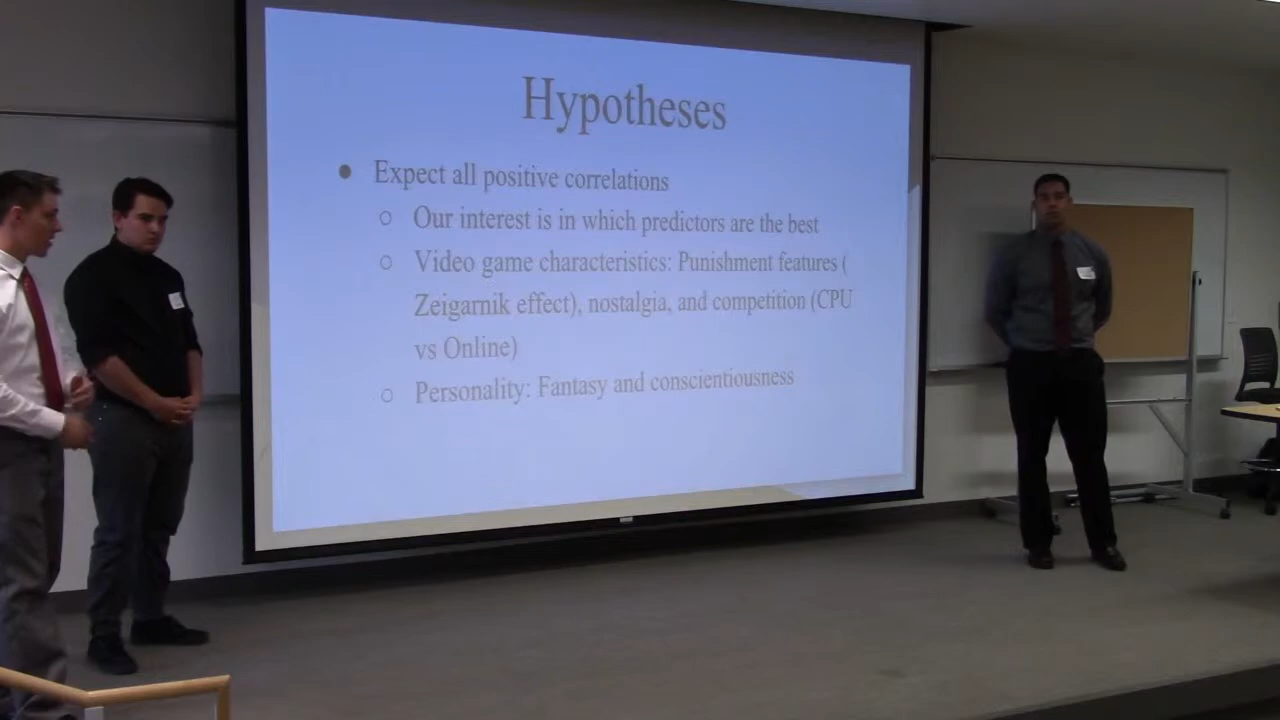 Hypotheses
● Expect all positive correlations
○ Our interest is in which predictors are the best
○ Video game characteristics: Punishment features (
Zeigarnik effect), nostalgia, and competition (CPU
vs Online)
○ Personality: Fantasy and conscientiousness